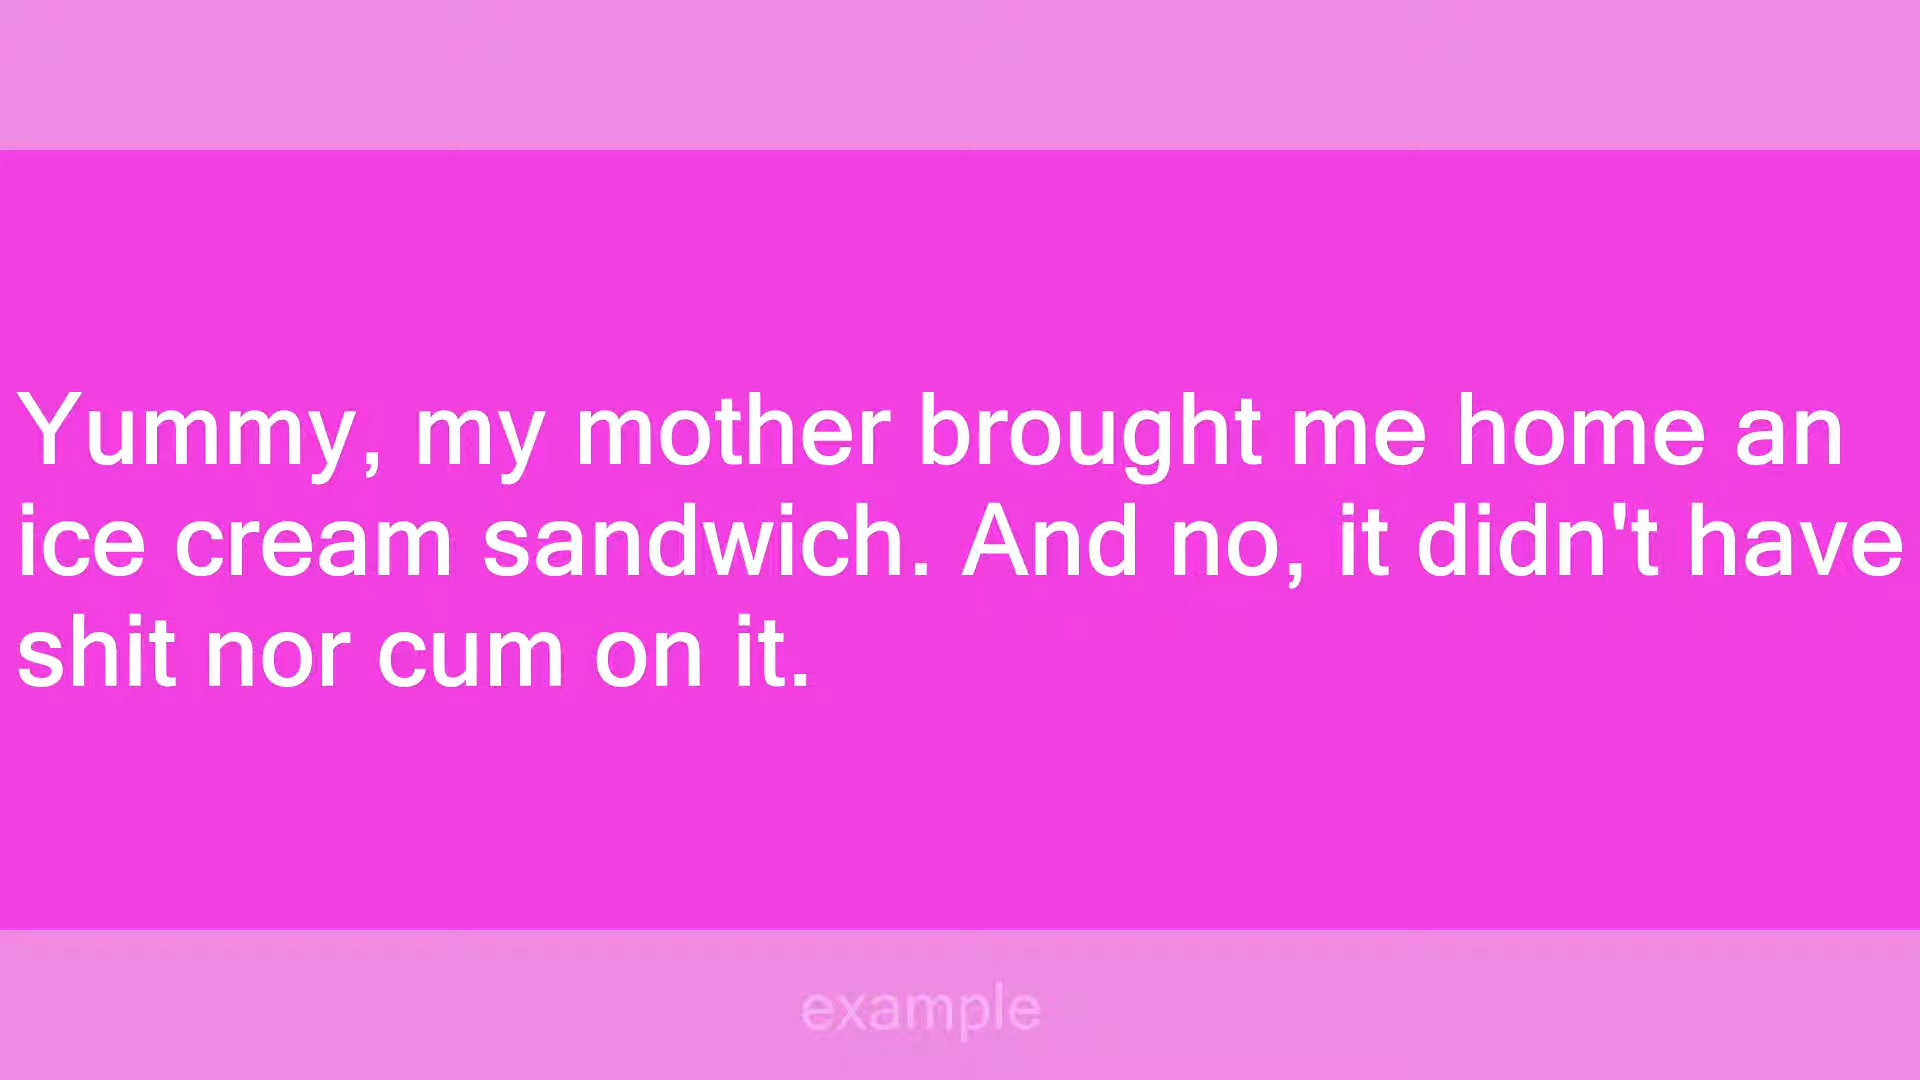 Yummy, my mother brought me home an
ice cream sandwich. And no, it didn't have
shit nor cum on it.
example